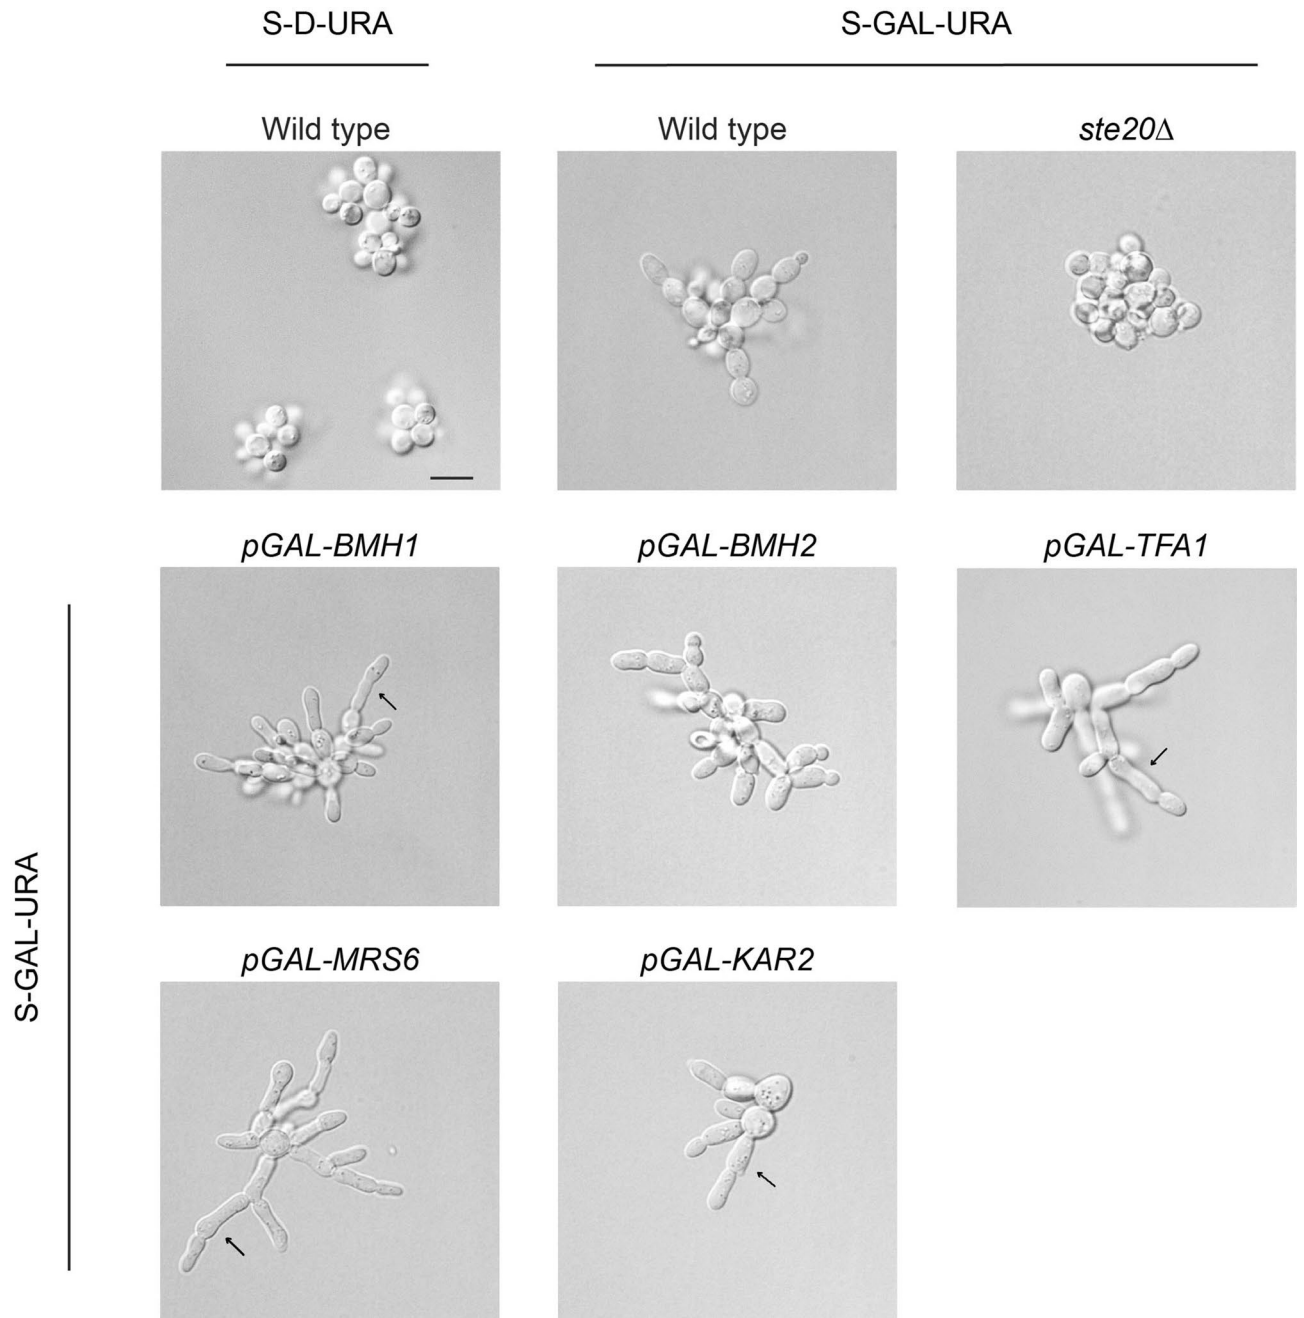 S-D-URA
S-GAL-URA
Wild type
Wild type
ste20Δ
pGAL-BMH1
pGAL-BMH2
pGAL-TFA1
S-GAL-URA
pGAL-MRS6
pGAL-KAR2